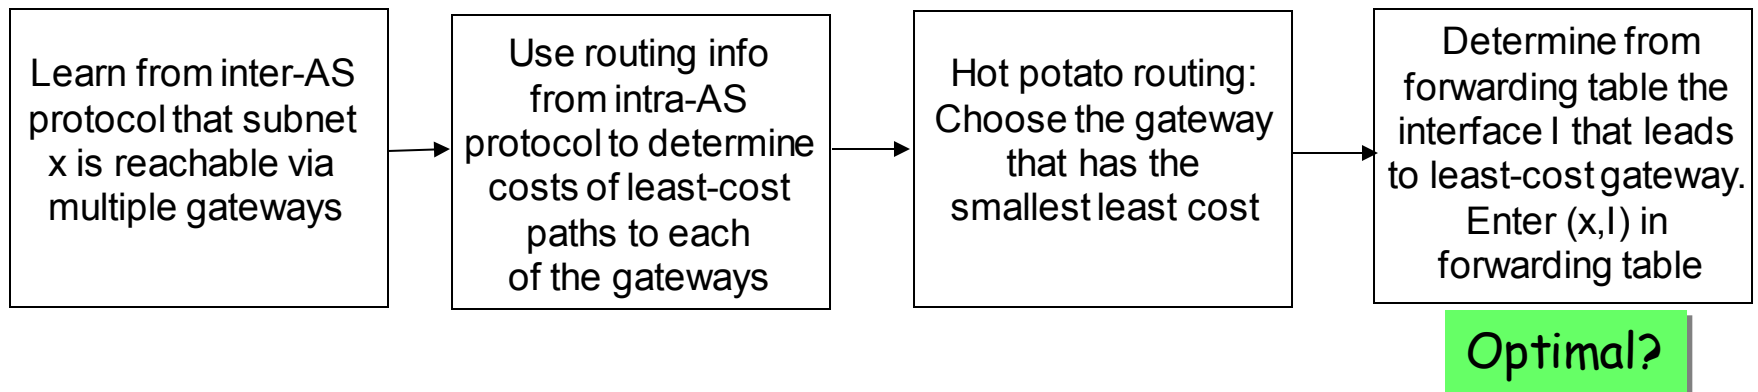 Learn from inter-AS
protocol that subnet
x is reachable via
multiple gateways
Use routing info
from intra-AS
protocol to determine
costs of least-cost
paths to each
of the gateways
Hot potato routing:
Choose the gateway
that has the
smallest least cost
Determine from
forwarding table the
interface I that leads
to least-cost gateway.
Enter (x,I) in
forwarding table
Optimal?